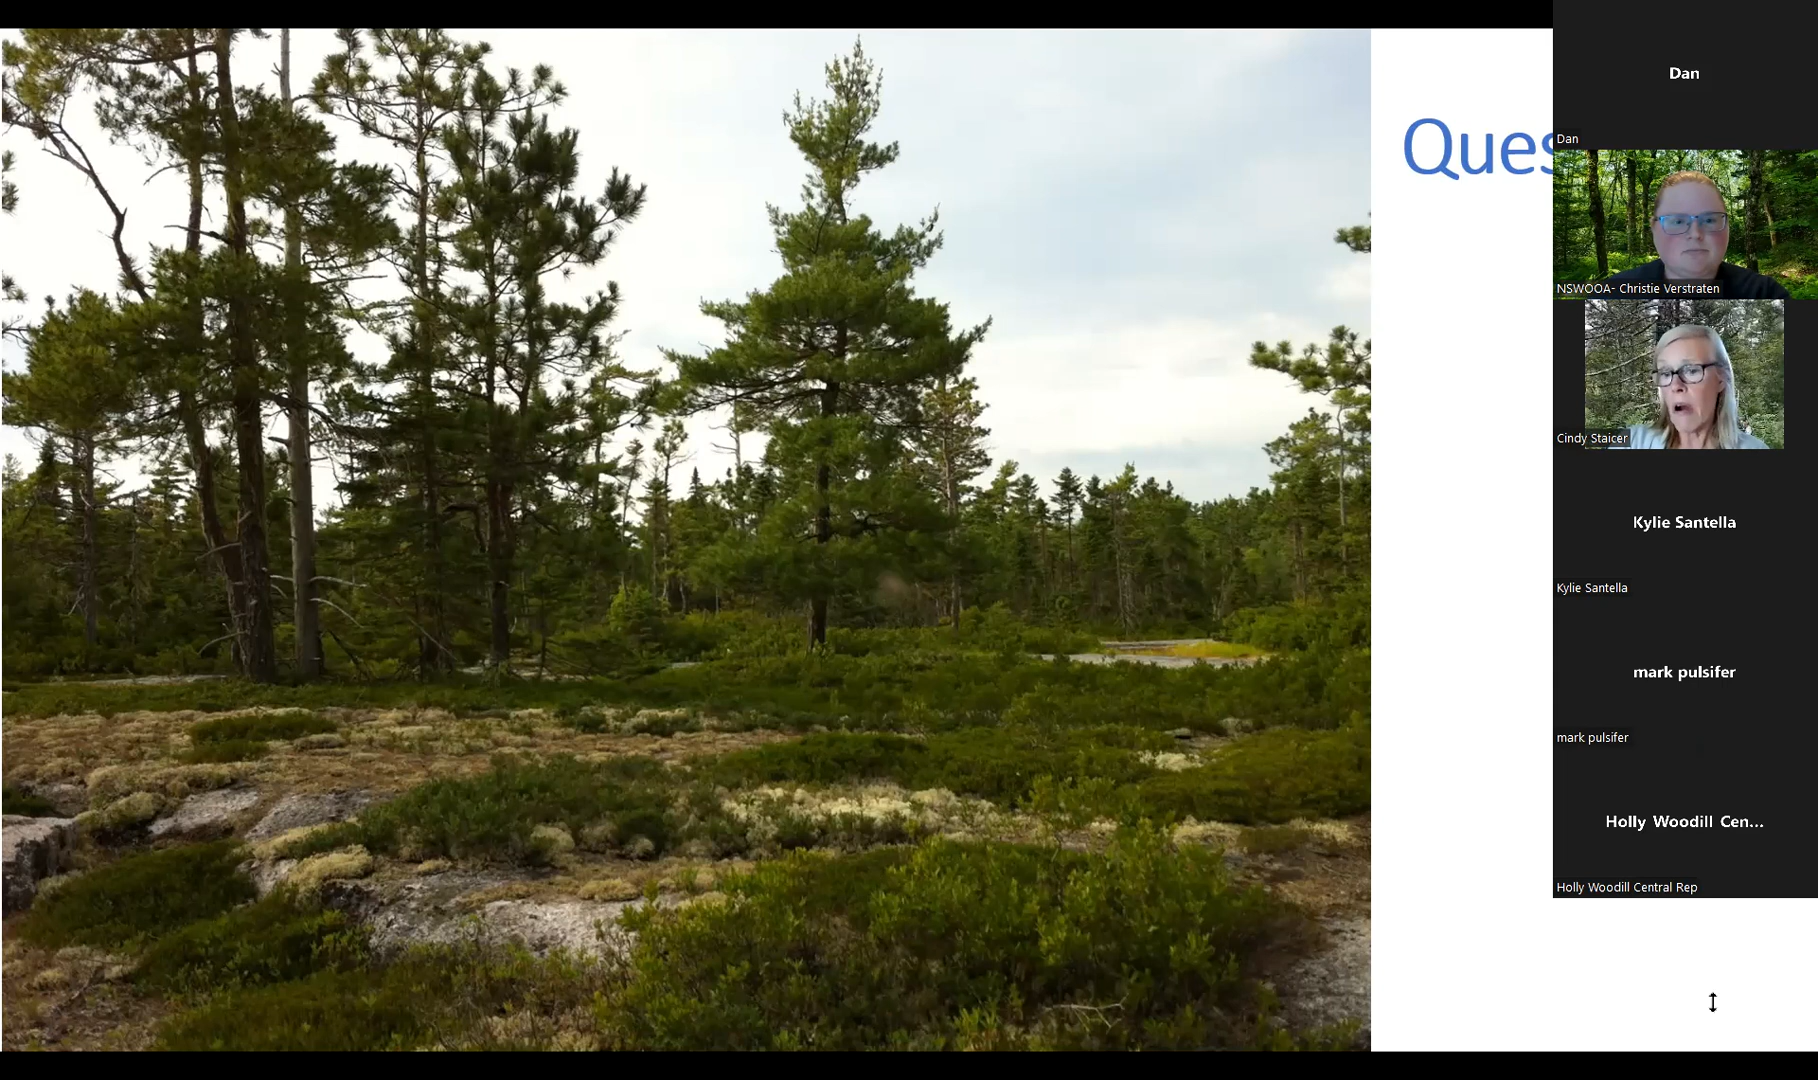 Ques
Dan
Dan
NSWOOA- Christie Verstraten
Cindy Staicer
Kylie Santella
Kylie Santella
mark pulsifer
mark pulsifer
Holly Woodill Cen...
Holly Woodill Central Rep